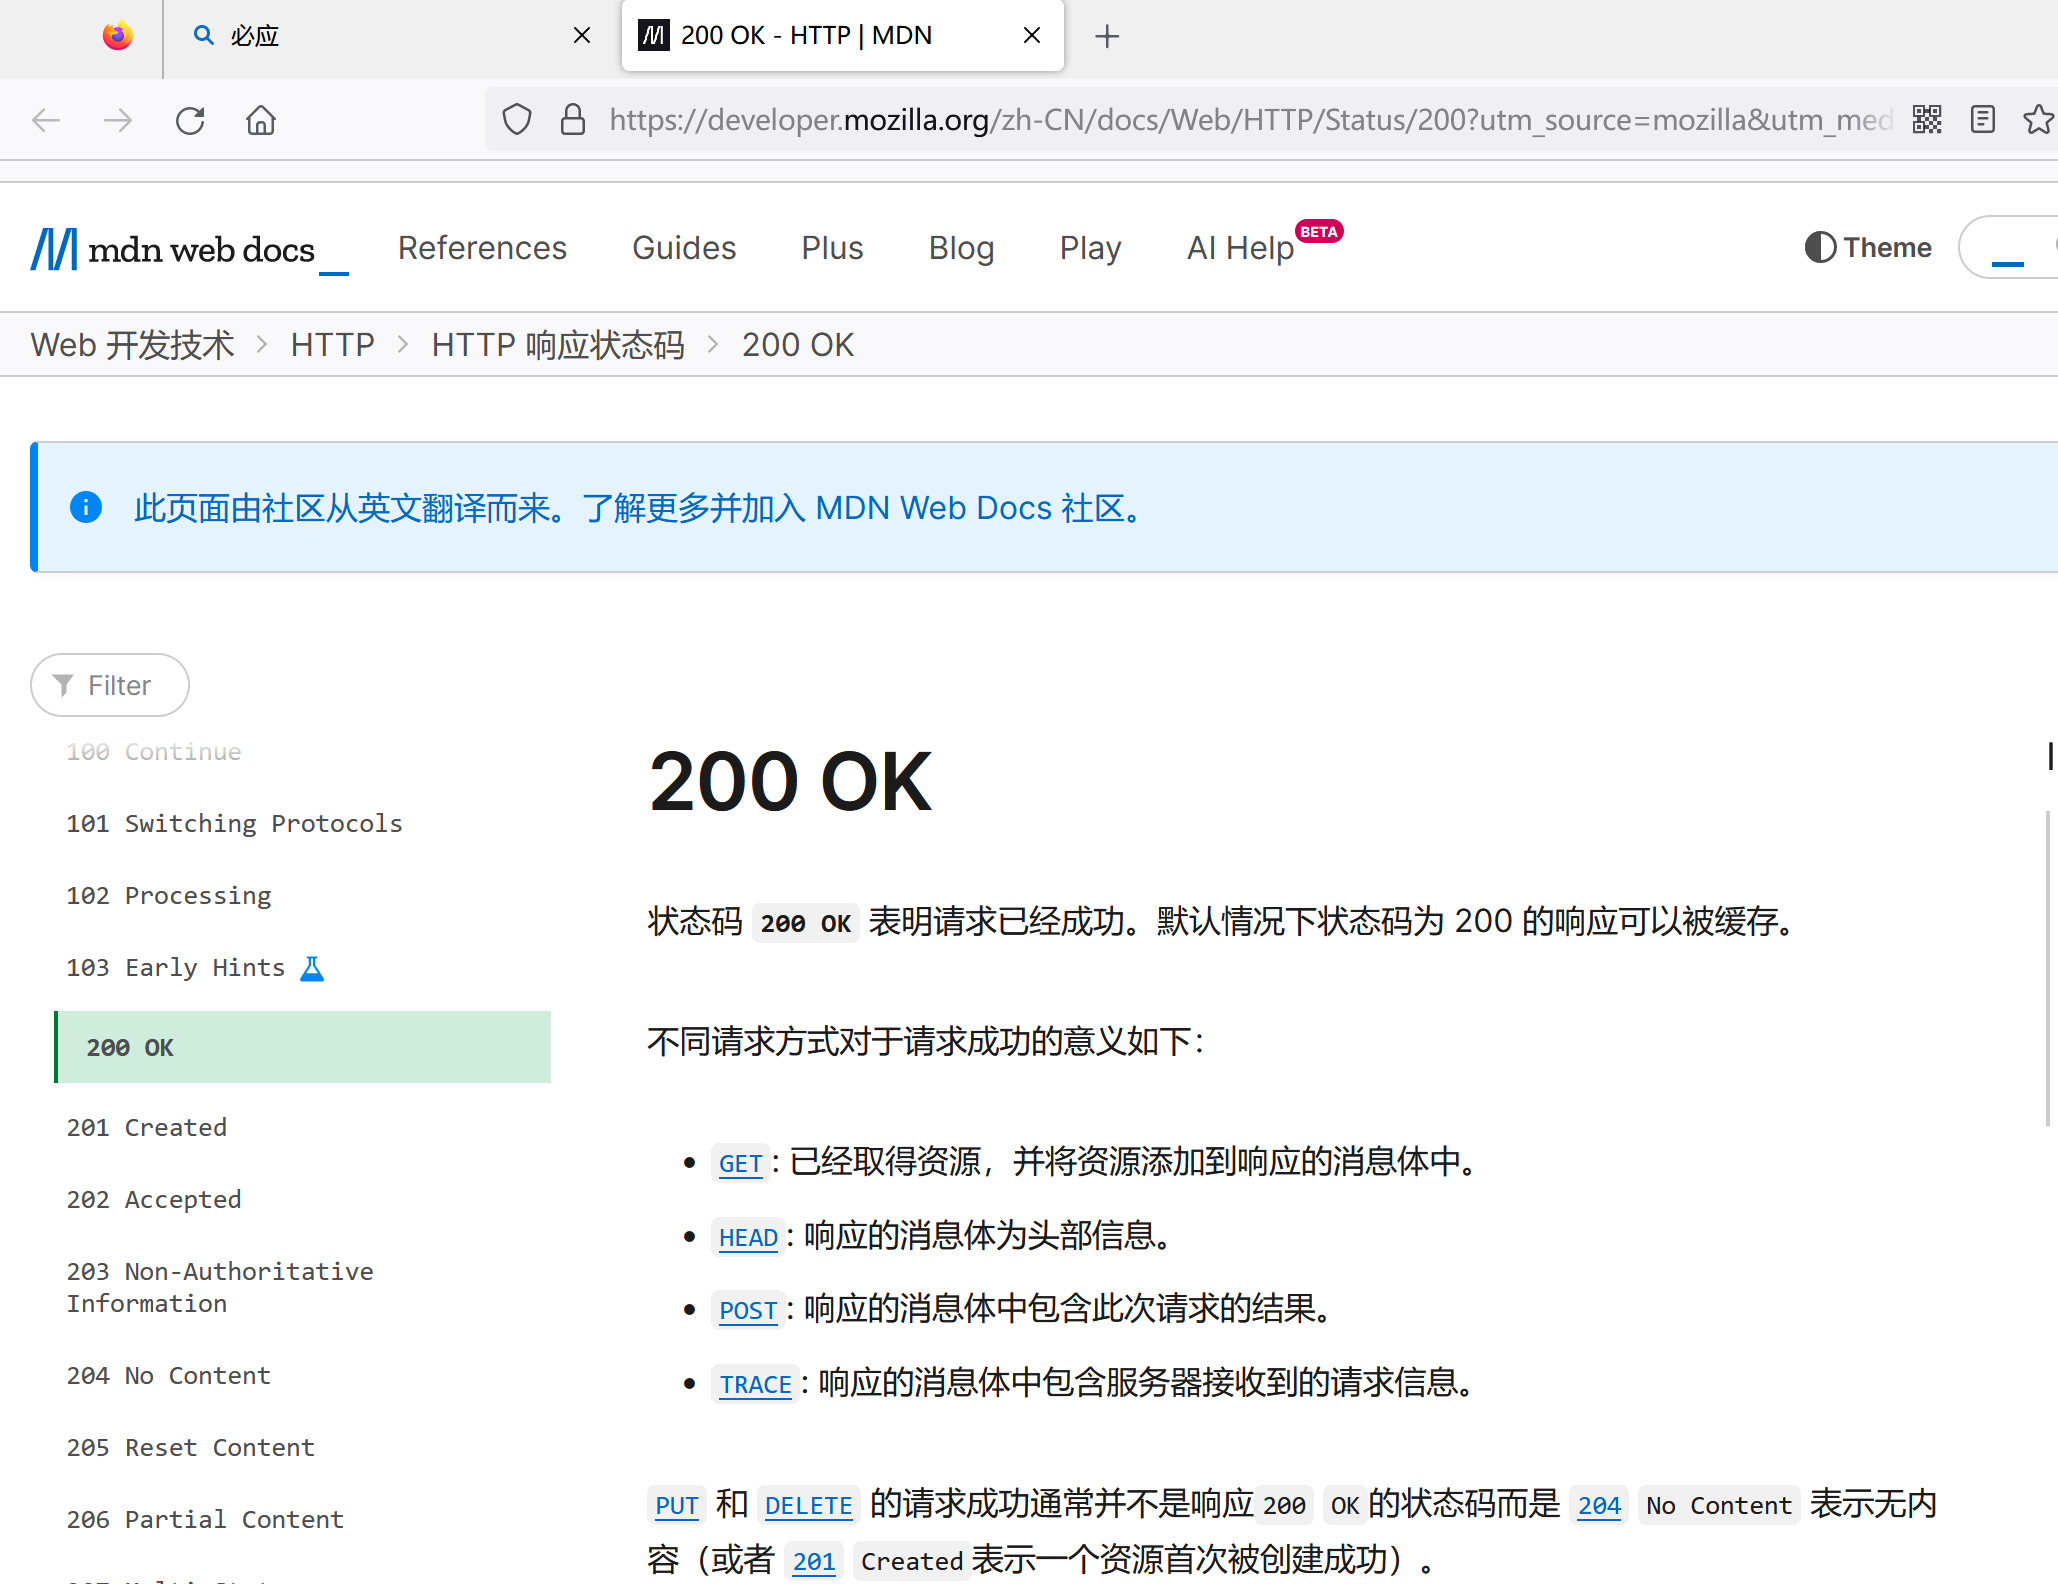 必应
200 OK - HTTP | MDN
https://developer.mozilla.org/zh-CN/docs/Web/HTTP/Status/200?utm_source=mozilla&utm_med
mdn web docs
References
Guides
Plus
Blog
Play
AI Help BETA
Theme
Web 开发技术 > HTTP > HTTP 响应状态码 > 200 OK
此页面由社区从英文翻译而来。了解更多并加入 MDN Web Docs 社区。
Filter
100 Continue
101 Switching Protocols
102 Processing
103 Early Hints
200 OK
201 Created
202 Accepted
203 Non-Authoritative
Information
204 No Content
205 Reset Content
206 Partial Content
200 OK
状态码 200 OK 表明请求已经成功。默认情况下状态码为 200 的响应可以被缓存。
不同请求方式对于请求成功的意义如下：
• GET: 已经取得资源，并将资源添加到响应的消息体中。
• HEAD: 响应的消息体为头部信息。
• POST: 响应的消息体中包含此次请求的结果。
• TRACE: 响应的消息体中包含服务器接收到的请求信息。
PUT 和 DELETE 的请求成功通常并不是响应200 OK的状态码而是 204 No Content 表示无内
容（或者 201 Created表示一个资源首次被创建成功）。